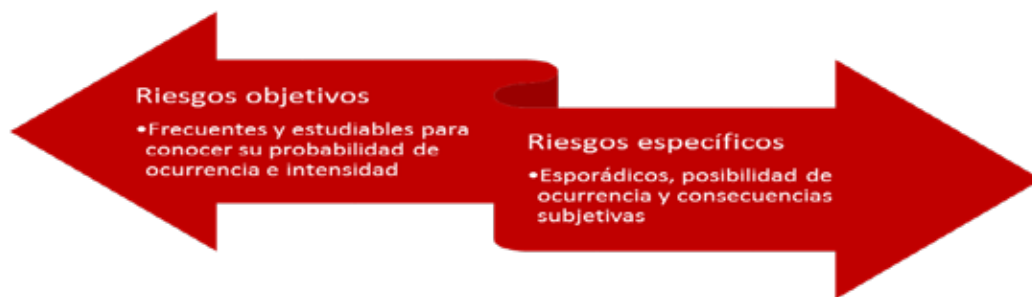 Riesgos objetivos
•Frecuentes y estudiables para
conocer su probabilidad de
ocurrencia e intensidad
Riesgos específicos
•Esporádicos, posibilidad de
ocurrencia y consecuencias
subjetivas